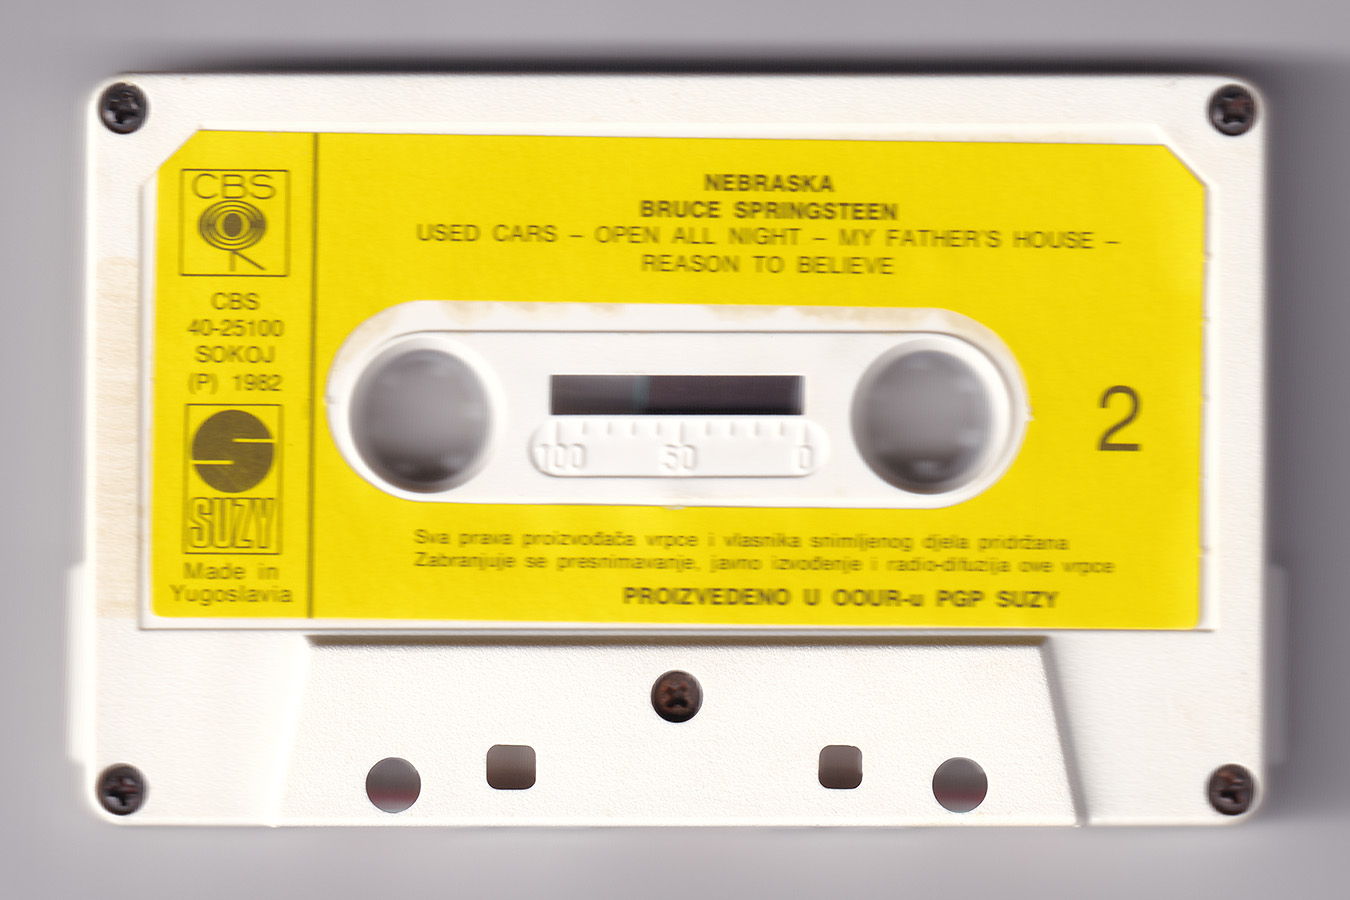 CBS
CBS
40-25100
SOKOJ
(P) 1982
SUZY
Made in
Yugoslavia
NEBRASKA
BRUCE SPRINGSTEEN
USED CARS – OPEN ALL NIGHT – MY FATHER'S HOUSE –
REASON TO BELIEVE
100 50 0
2
Sva prava proizvođača vrpce i vlasnika snimljenog djela pridržana
Zabranjuje se presnimavanje, javno izvođenje i radio-difuzija ove vrpce
PROIZVEDENO U OOUR-u PGP SUZY